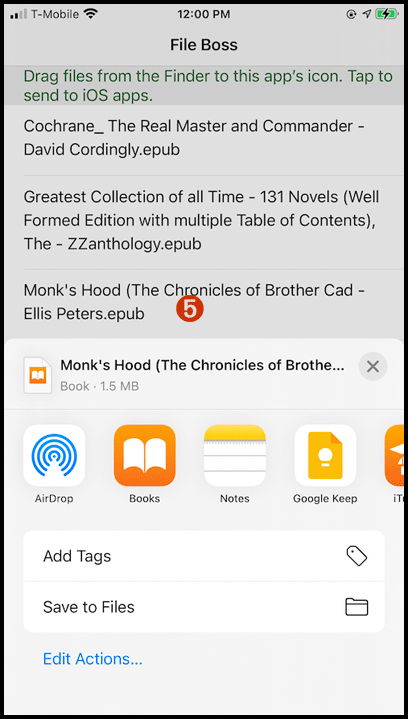 T-Mobile 12:00 PM
File Boss
Drag files from the Finder to this app's icon. Tap to
send to iOS apps.
Cochrane_ The Real Master and Commander -
David Cordingly.epub
Greatest Collection of all Time - 131 Novels (Well
Formed Edition with multiple Table of Contents),
The - ZZanthology.epub
Monk's Hood (The Chronicles of Brother Cad -
Ellis Peters.epub
5
Monk's Hood (The Chronicles of Brothe...
Book · 1.5 MB
AirDrop Books Notes Google Keep iTu
Add Tags
Save to Files
Edit Actions...